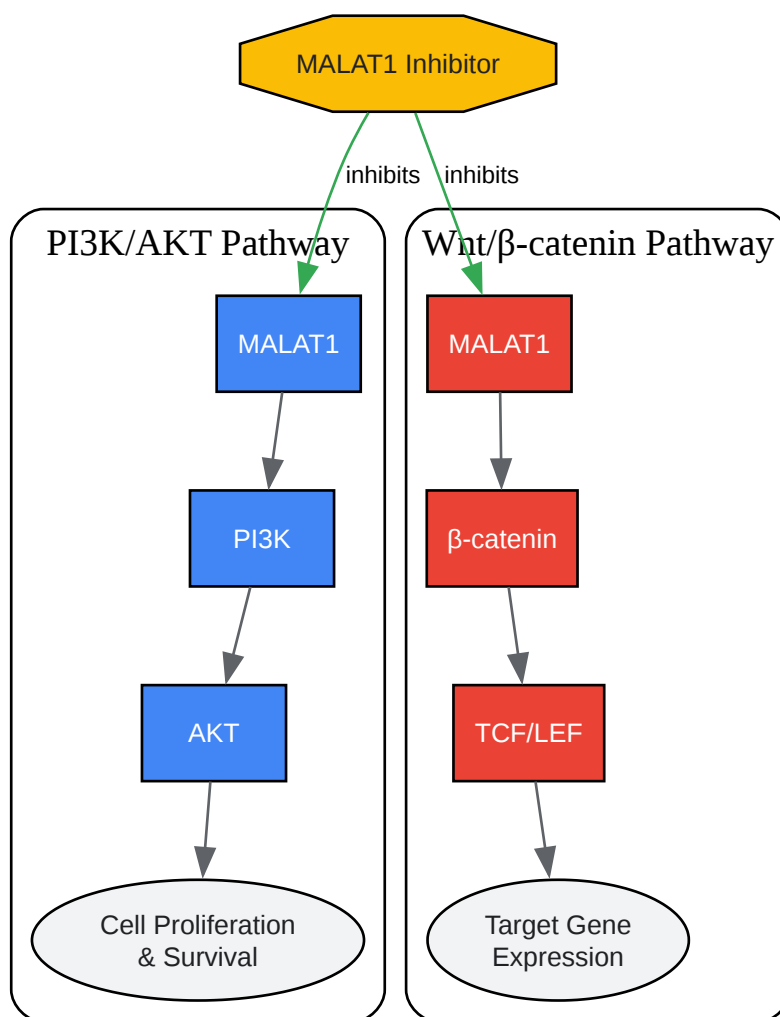 MALAT1 Inhibitor
inhibits
inhibits
PI3K/AKT Pathway
MALAT1
PI3K
AKT
Cell Proliferation
& Survival
Wnt/β-catenin Pathway
MALAT1
β-catenin
TCF/LEF
Target Gene
Expression